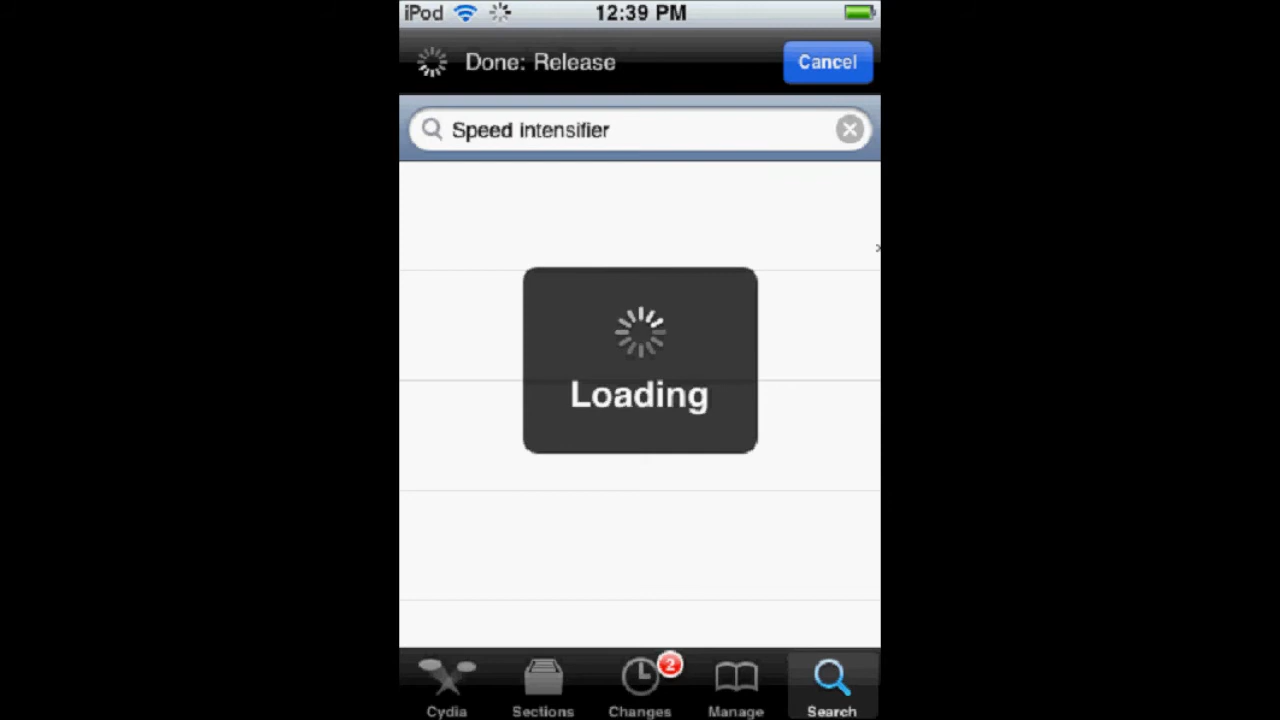 iPod 12:39 PM
Done: Release Cancel
Speed intensifier
Loading
2
Cydia Sections Changes Manage Search